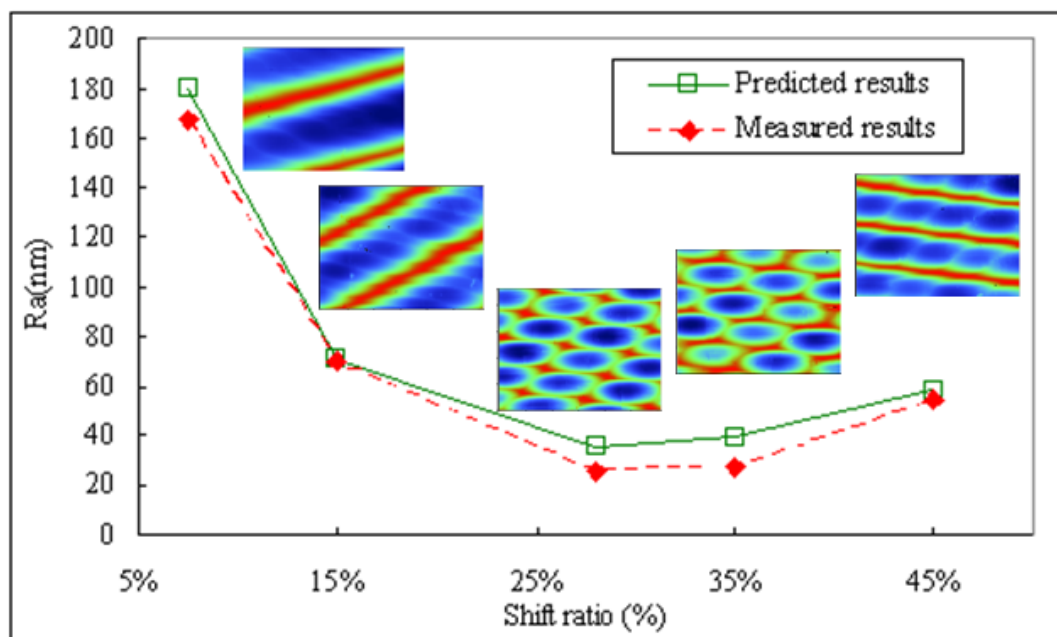 200
180
160
140
120
100
80
60
40
20
0
Ra(nm)
Predicted results
Measured results
5% 15% 25% 35% 45%
Shift ratio (%)